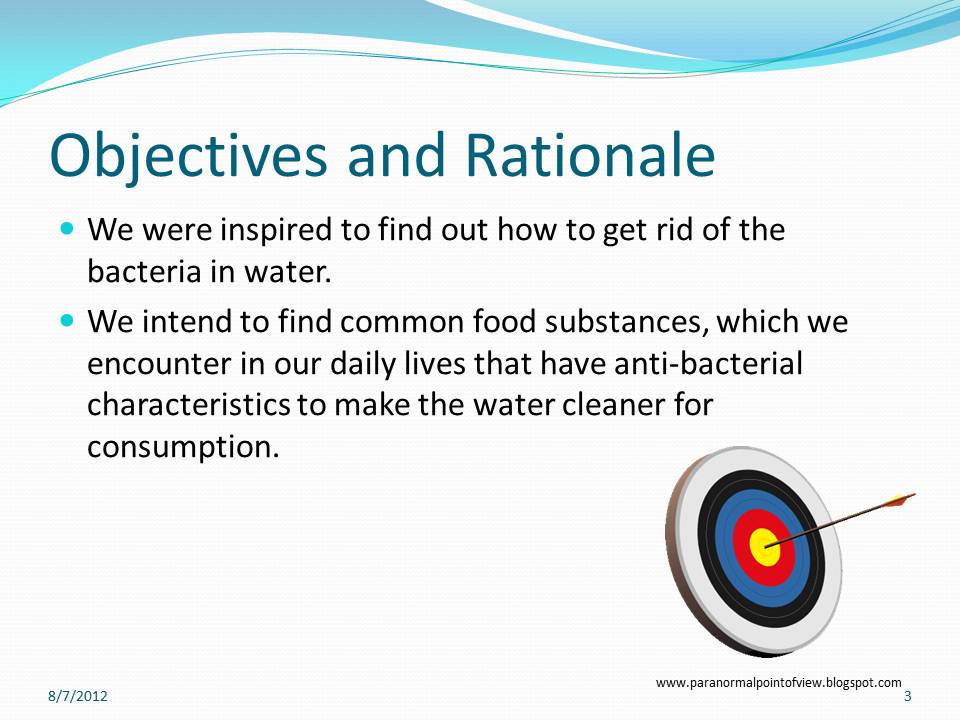 Objectives and Rationale
We were inspired to find out how to get rid of the
bacteria in water.
We intend to find common food substances, which we
encounter in our daily lives that have anti-bacterial
characteristics to make the water cleaner for
consumption.
www.paranormalpointofview.blogspot.com
8/7/2012
3